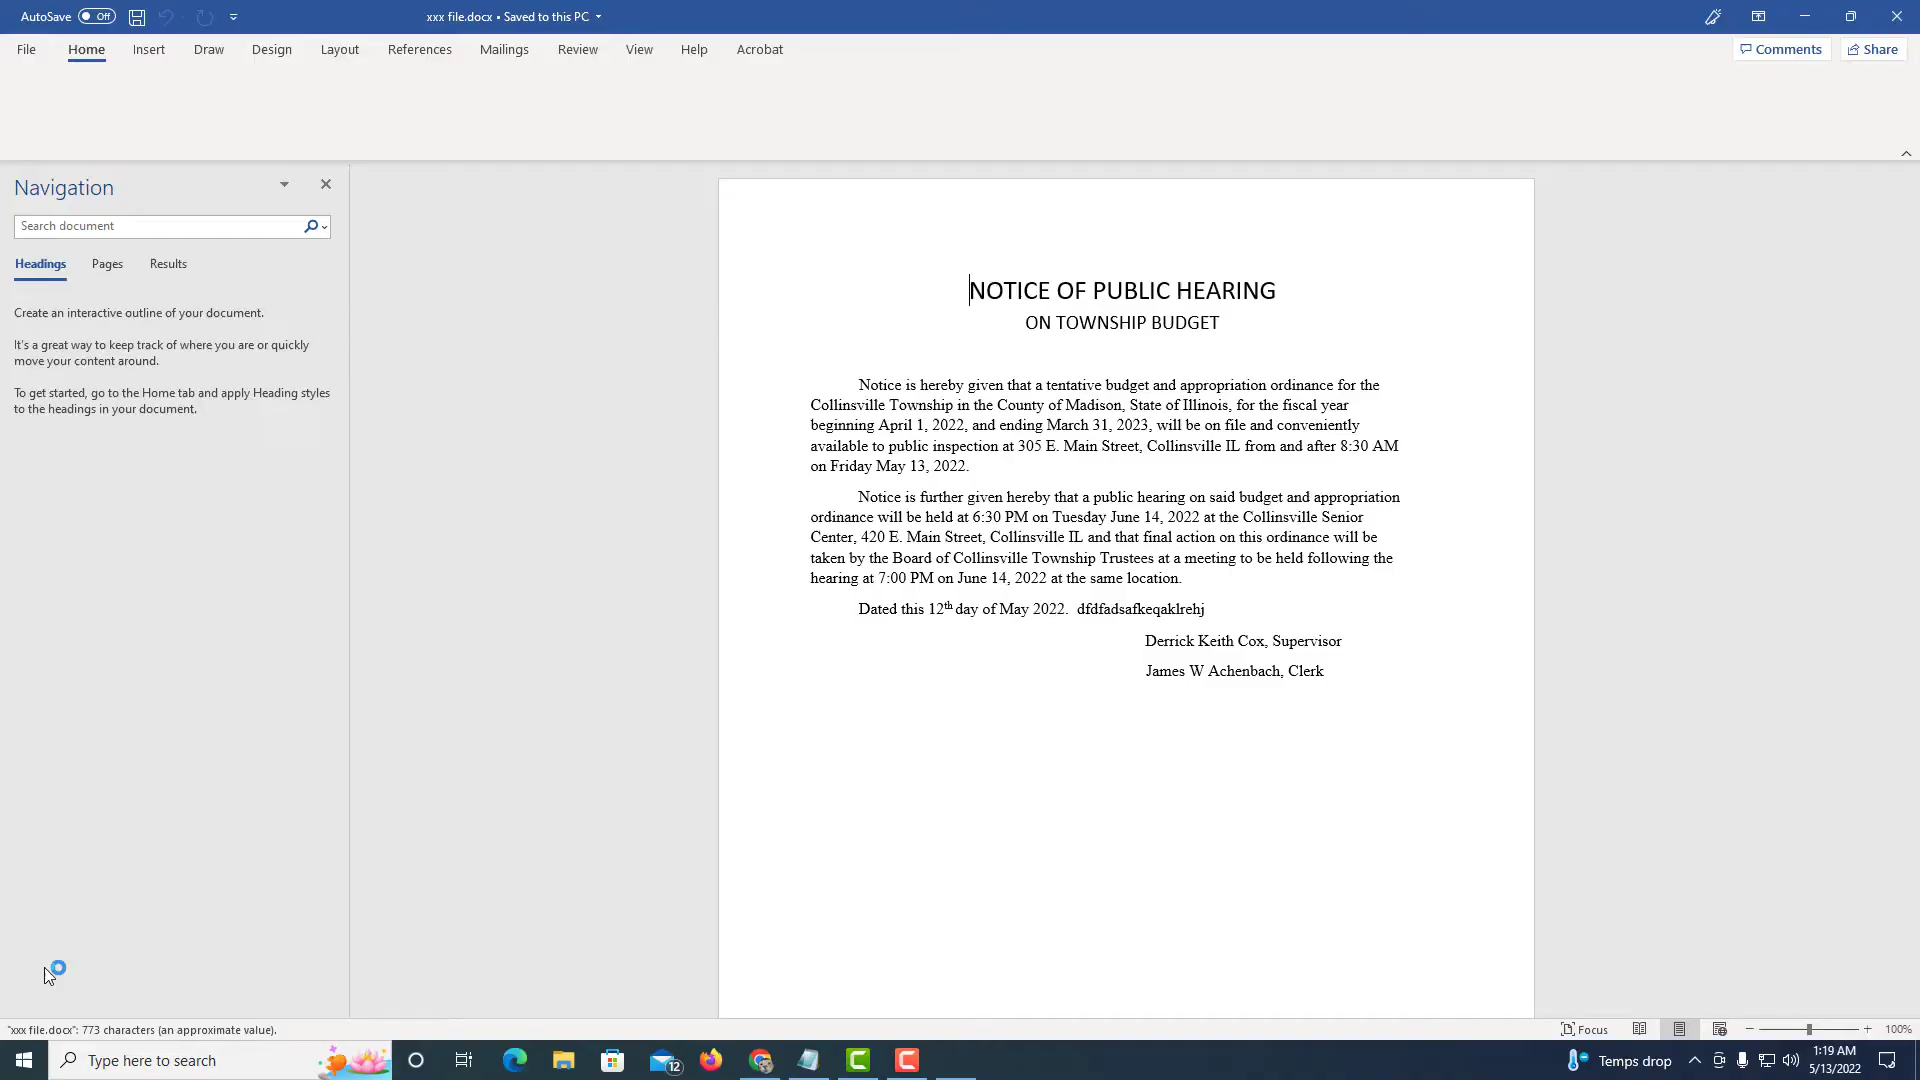 AutoSave Off
xxx file.docx • Saved to this PC
File Home Insert Draw Design Layout References Mailings Review View Help Acrobat
Comments Share
Navigation
Search document
Headings Pages Results
Create an interactive outline of your document.
It's a great way to keep track of where you are or quickly
move your content around.
To get started, go to the Home tab and apply Heading styles
to the headings in your document.
NOTICE OF PUBLIC HEARING
ON TOWNSHIP BUDGET
Notice is hereby given that a tentative budget and appropriation ordinance for the
Collinsville Township in the County of Madison, State of Illinois, for the fiscal year
beginning April 1, 2022, and ending March 31, 2023, will be on file and conveniently
available to public inspection at 305 E. Main Street, Collinsville IL from and after 8:30 AM
on Friday May 13, 2022.
Notice is further given hereby that a public hearing on said budget and appropriation
ordinance will be held at 6:30 PM on Tuesday June 14, 2022 at the Collinsville Senior
Center, 420 E. Main Street, Collinsville IL and that final action on this ordinance will be
taken by the Board of Collinsville Township Trustees at a meeting to be held following the
hearing at 7:00 PM on June 14, 2022 at the same location.
Dated this 12th day of May 2022. dfdfadsafkeqaklrehj
Derrick Keith Cox, Supervisor
James W Achenbach, Clerk
"xxx file.docx": 773 characters (an approximate value).
Focus
100%
Type here to search
12
Temps drop
1:19 AM
5/13/2022